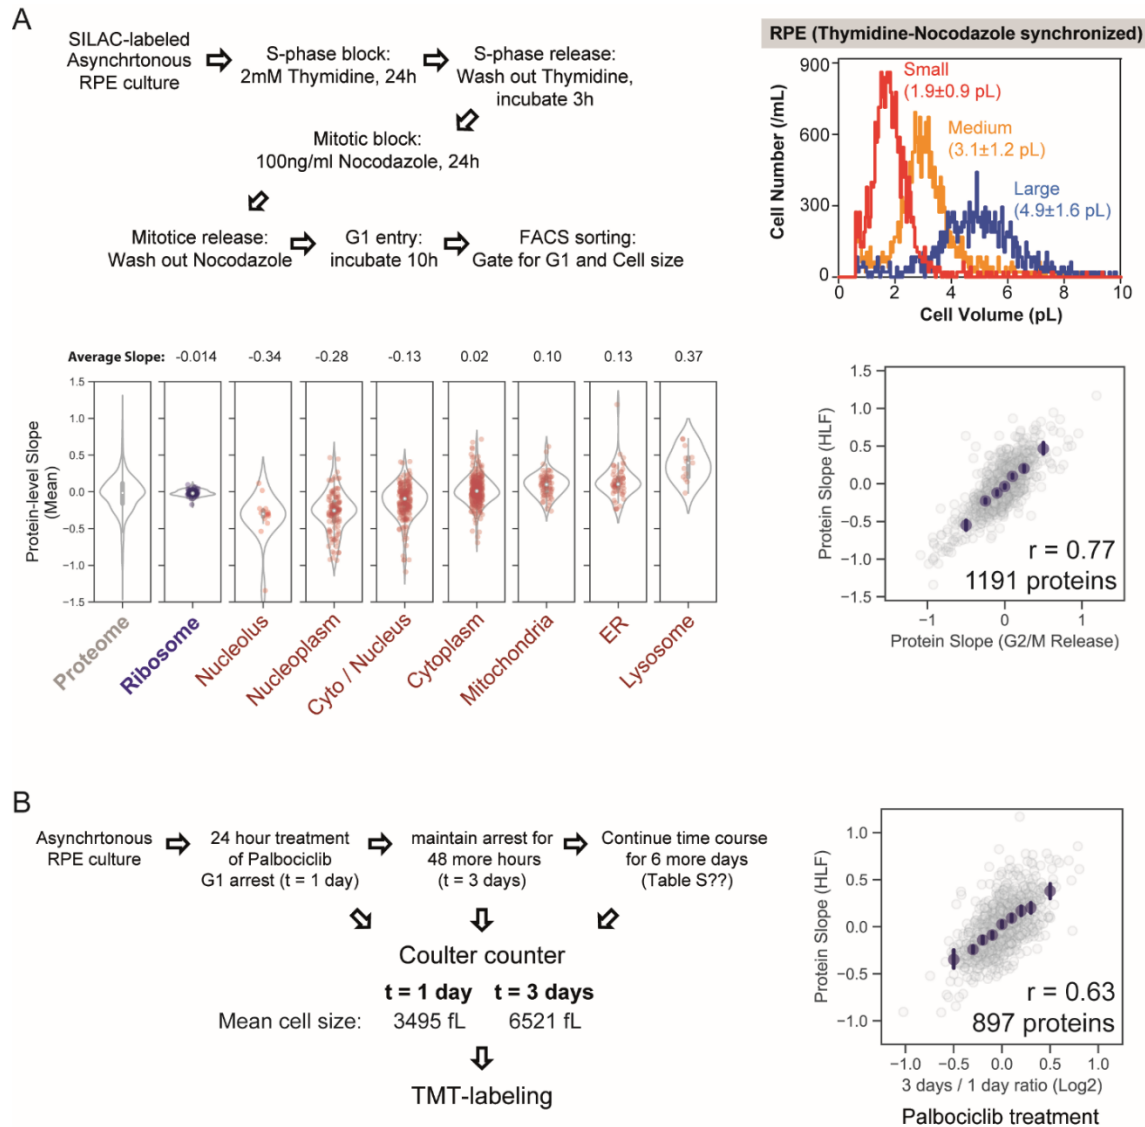 A
SILAC-labeled
Asynchrtonous
RPE culture
S-phase block:
2mM Thymidine, 24h
S-phase release:
Wash out Thymidine,
incubate 3h
Mitotic block:
100ng/ml Nocodazole, 24h
Mitotice release:
Wash out Nocodazole
G1 entry:
incubate 10h
FACS sorting:
Gate for G1 and Cell size
RPE (Thymidine-Nocodazole synchronized)
900
600
300
0
Cell Number (/mL)
Small
(1.9±0.9 pL)
Medium
(3.1±1.2 pL)
Large
(4.9±1.6 pL)
0 2 4 6 8 10
Cell Volume (pL)
Average Slope: -0.014 -0.34 -0.28 -0.13 0.02 0.10 0.13 0.37
1.5
1.0
0.5
0.0
−0.5
−1.0
−1.5
Protein-level Slope
(Mean)
Proteome
Ribosome
Nucleolus
Nucleoplasm
Cyto / Nucleus
Cytoplasm
Mitochondria
ER
Lysosome
1.5
1.0
0.5
0.0
−0.5
−1.0
−1.5
Protein Slope (HLF)
r = 0.77
1191 proteins
−1 0 1
Protein Slope (G2/M Release)
B
Asynchrtonous
RPE culture
24 hour treatment
of Palbociclib
G1 arrest (t = 1 day)
maintain arrest for
48 more hours
(t = 3 days)
Continue time course
for 6 more days
(Table S??)
Coulter counter
t = 1 day t = 3 days
Mean cell size: 3495 fL 6521 fL
TMT-labeling
1.0
0.5
0.0
−0.5
−1.0
Protein Slope (HLF)
r = 0.63
897 proteins
−1.0 −0.5 0.0 0.5 1.0
3 days / 1 day ratio (Log2)
Palbociclib treatment